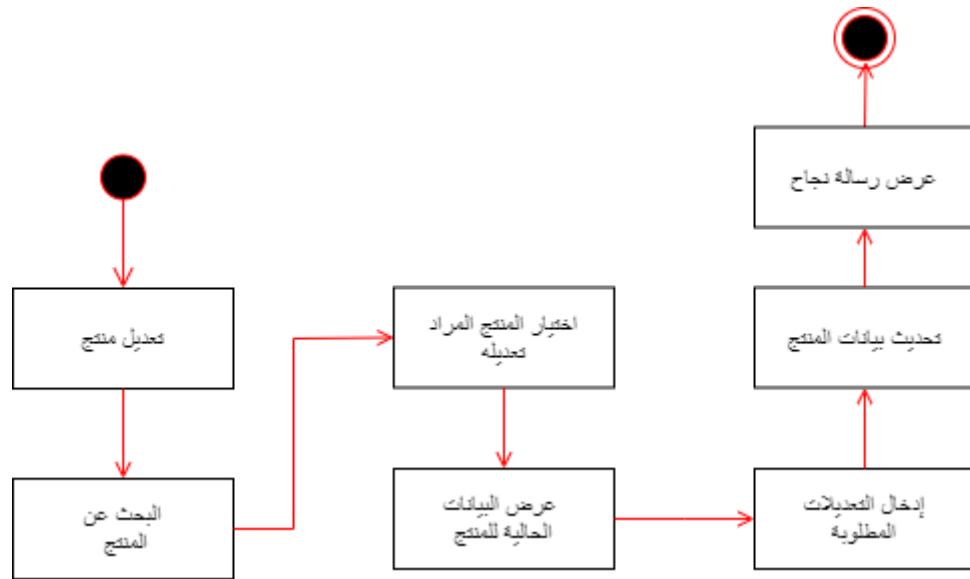 تعديل منتج
البحث عن
المنتج
اختيار المنتج المراد
تعديله
عرض البيانات
الحالية للمنتج
إدخال التعديلات
المطلوبة
تحديث بيانات المنتج
عرض رسالة نجاح